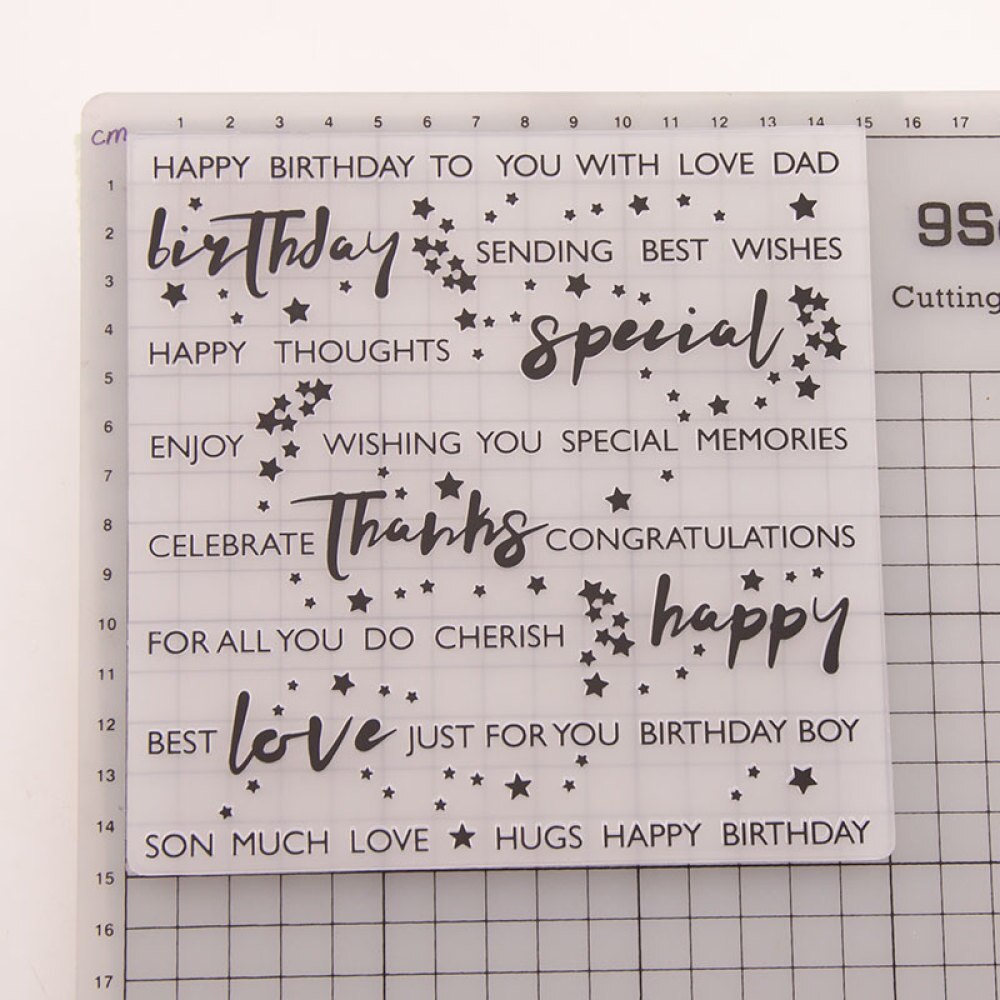 1 2 3 4 5 6 7 8 9 10 11 12 13 14 15 16 17
cm
HAPPY BIRTHDAY TO YOU WITH LOVE DAD
1
birthday
2
SENDING BEST WISHES
9S
3
Cutting
special
4
HAPPY THOUGHTS
5
6
ENJOY WISHING YOU SPECIAL MEMORIES
7
8
CELEBRATE Thanks CONGRATULATIONS
9
happy
10
FOR ALL YOU DO CHERISH
11
12
BEST love JUST FOR YOU BIRTHDAY BOY
13
14
SON MUCH LOVE HUGS HAPPY BIRTHDAY
15
16
17